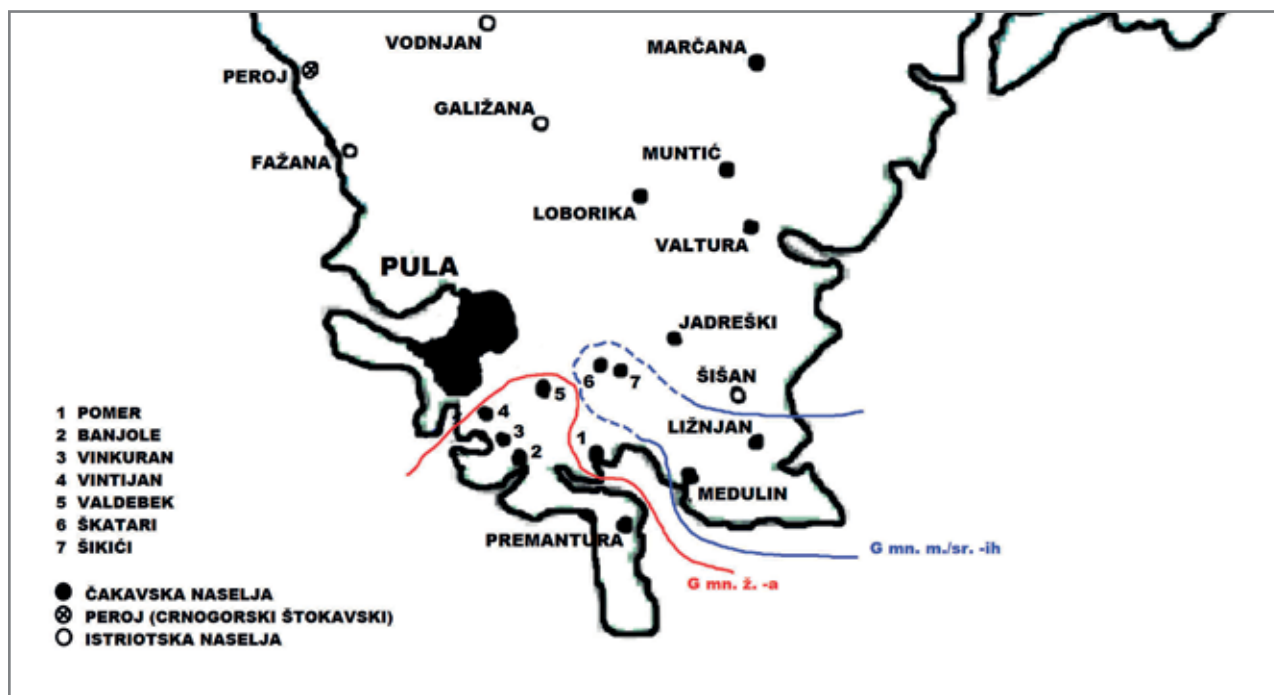 VODNJAN
MARČANA
PEROJ
GALIŽANA
FAŽANA
MUNTIĆ
LOBORIKA
VALTURA
PULA
JADREŠKI
6 7
ŠIŠAN
5
1 POMER
2 BANJOLE
3 VINKURAN
4 VINTIJAN
5 VALDEBEK
6 ŠKATARI
7 ŠIKIĆI
4
3
2
1
LIŽNJAN
MEDULIN
PREMANTURA
G mn. m./sr. -ih
G mn. ž. -a
ČAKAVSKA NASELJA
PEROJ (CRNOGORSKI ŠTOKAVSKI)
ISTRIOTSKA NASELJA